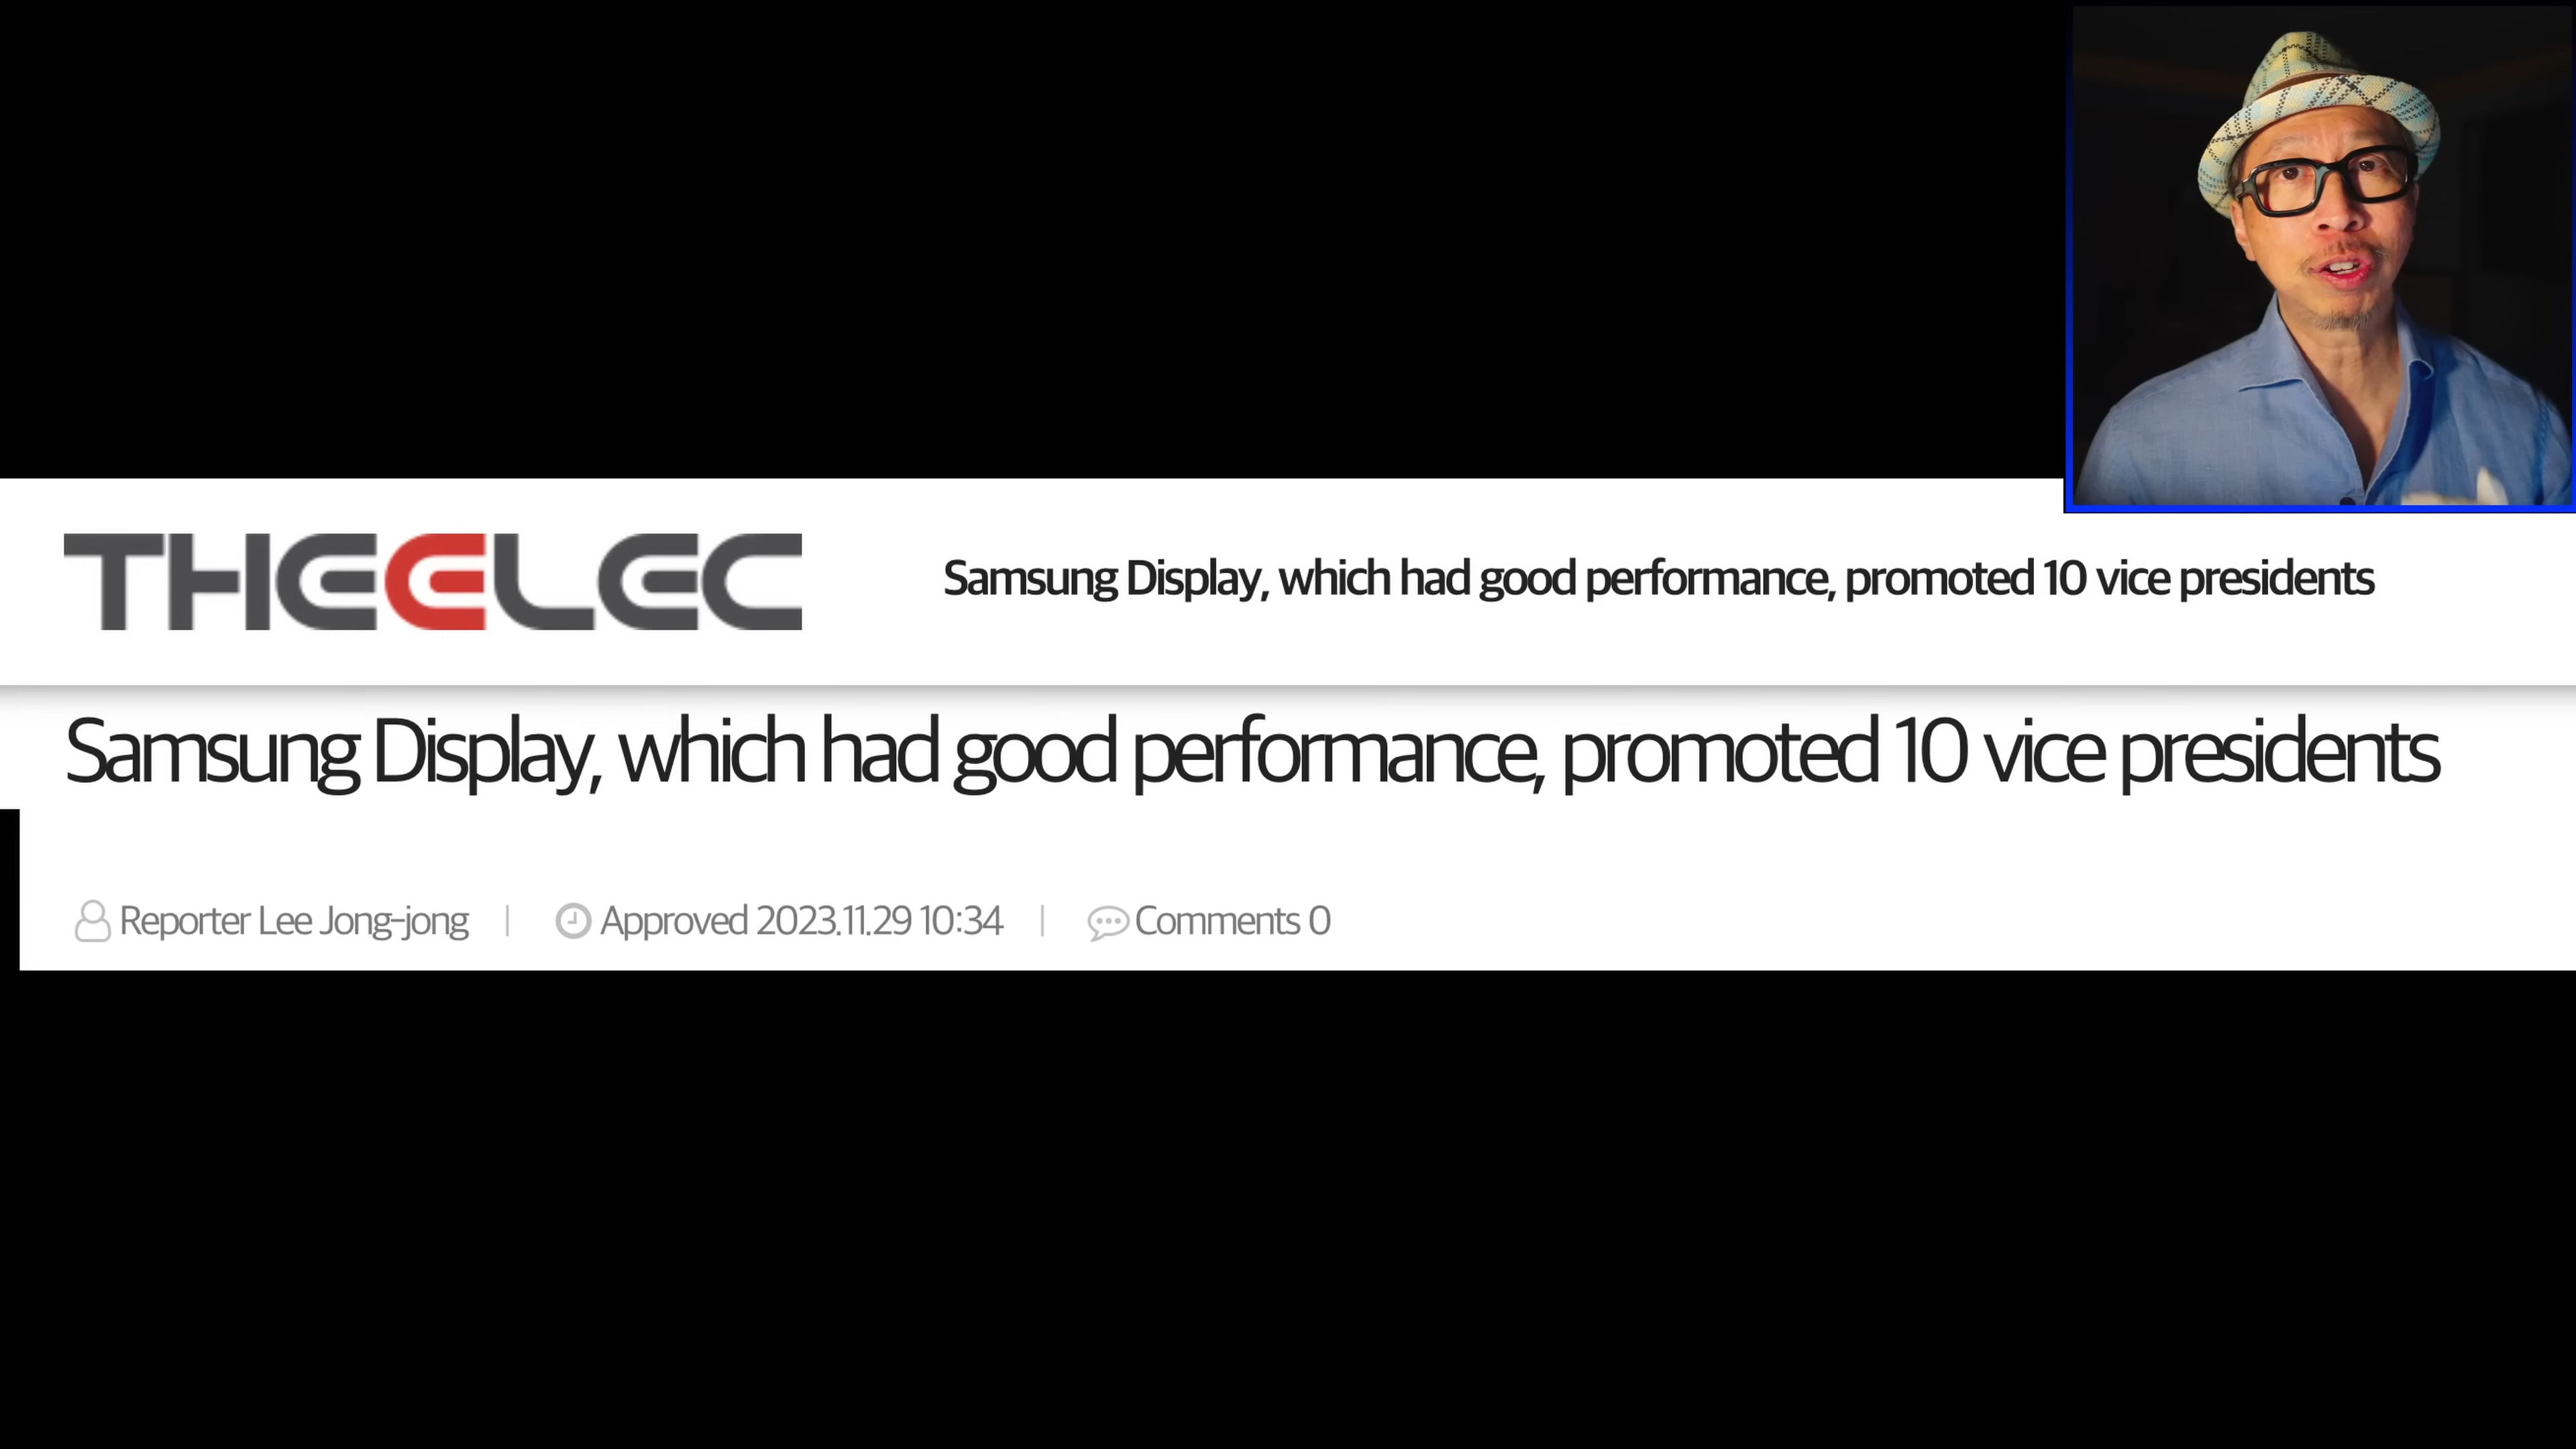 THEELEC
Samsung Display, which had good performance, promoted 10 vice presidents
Samsung Display, which had good performance, promoted 10 vice presidents
Reporter Lee Jong-jong | Approved 2023.11.29 10:34 | Comments 0